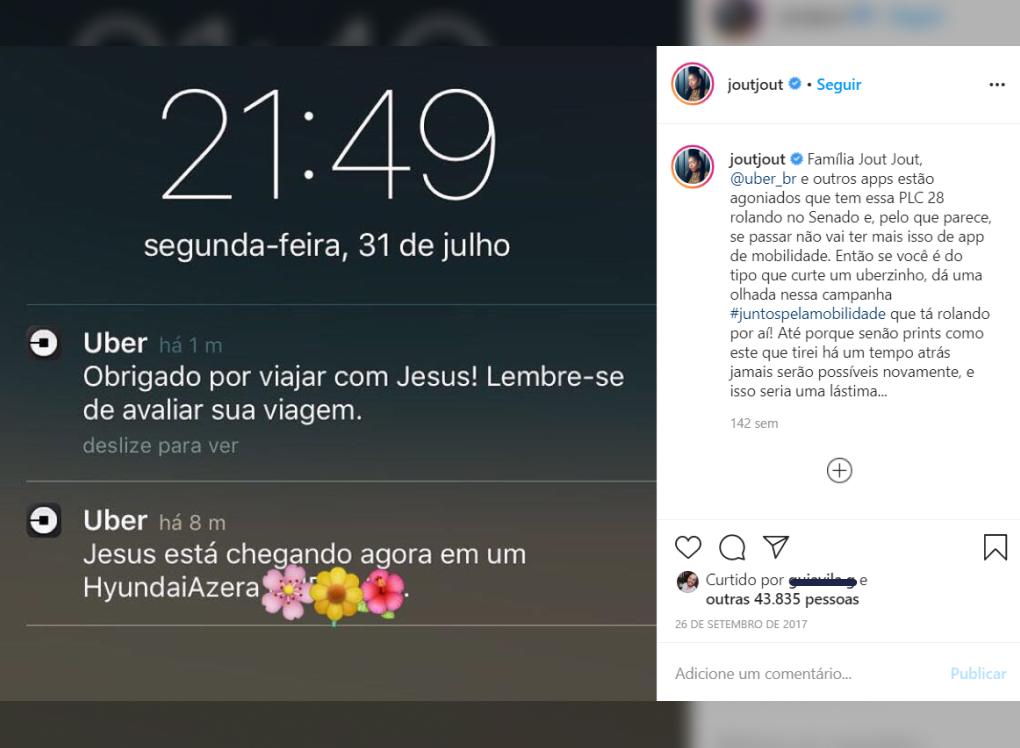 21:49
segunda-feira, 31 de julho
Uber há 1 m
Obrigado por viajar com Jesus! Lembre-se
de avaliar sua viagem.
deslize para ver
Uber há 8 m
Jesus está chegando agora em um
HyundaiAzera
.
joutjout • Seguir
joutjout Família Jout Jout,
@uber_br e outros apps estão
agoniados que tem essa PLC 28
rolando no Senado e, pelo que parece,
se passar não vai ter mais isso de app
de mobilidade. Então se você é do
tipo que curte um uberzinho, dá uma
olhada nessa campanha
#juntospelamobilidade que tá rolando
por aí! Até porque senão prints como
este que tirei há um tempo atrás
jamais serão possíveis novamente, e
isso seria uma lástima...
142 sem
Curtido por e
outras 43.835 pessoas
26 DE SETEMBRO DE 2017
Adicione um comentário...
Publicar